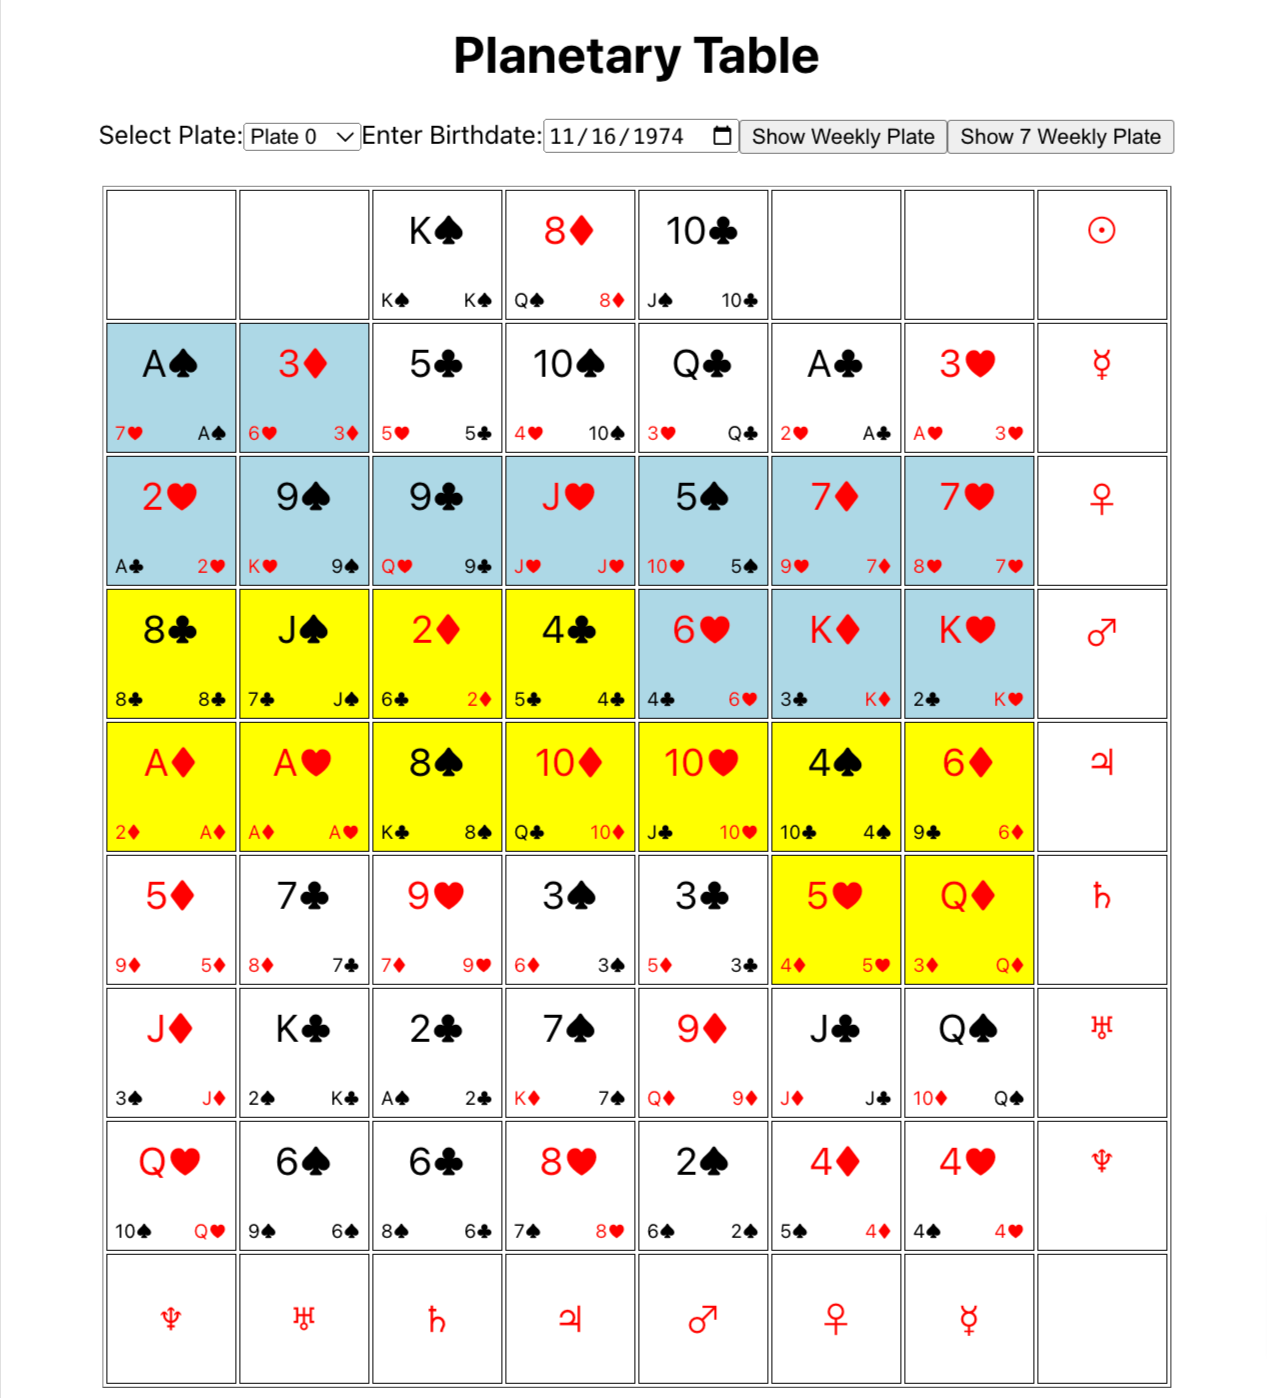 Planetary Table
Select Plate: Plate 0 Enter Birthdate: 11/16/1974 Show Weekly Plate Show 7 Weekly Plate
K♠ 8♦ 10♣ ☉
K♠ K♠ Q♠ 8♦ J♠ 10♣
A♠ 3♦ 5♣ 10♠ Q♣ A♣ 3♥ ☿
7♥ A♠ 6♥ 3♦ 5♥ 5♣ 4♥ 10♠ 3♥ Q♣ 2♥ A♣ A♥ 3♥
2♥ 9♠ 9♣ J♥ 5♠ 7♦ 7♥ ♀
A♣ 2♥ K♥ 9♠ Q♥ 9♣ J♥ J♥ 10♥ 5♠ 9♥ 7♦ 8♥ 7♥
8♣ J♠ 2♦ 4♣ 6♥ K♦ K♥ ♂
8♣ 8♣ 7♣ J♠ 6♣ 2♦ 5♣ 4♣ 4♣ 6♥ 3♣ K♦ 2♣ K♥
A♦ A♥ 8♠ 10♦ 10♥ 4♠ 6♦ ♃
2♦ A♦ A♦ A♥ K♣ 8♠ Q♣ 10♦ J♣ 10♥ 10♣ 4♠ 9♣ 6♦
5♦ 7♣ 9♥ 3♠ 3♣ 5♥ Q♦ ♄
9♦ 5♦ 8♦ 7♣ 7♦ 9♥ 6♦ 3♠ 5♦ 3♣ 4♦ 5♥ 3♦ Q♦
J♦ K♣ 2♣ 7♠ 9♦ J♣ Q♠ ♅
3♠ J♦ 2♠ K♣ A♠ 2♣ K♦ 7♠ Q♦ 9♦ J♦ J♣ 10♦ Q♠
Q♥ 6♠ 6♣ 8♥ 2♠ 4♦ 4♥ ♆
10♠ Q♥ 9♠ 6♠ 8♠ 6♣ 7♠ 8♥ 6♠ 2♠ 5♠ 4♦ 4♠ 4♥
♆ ♅ ♄ ♃ ♂ ♀ ☿